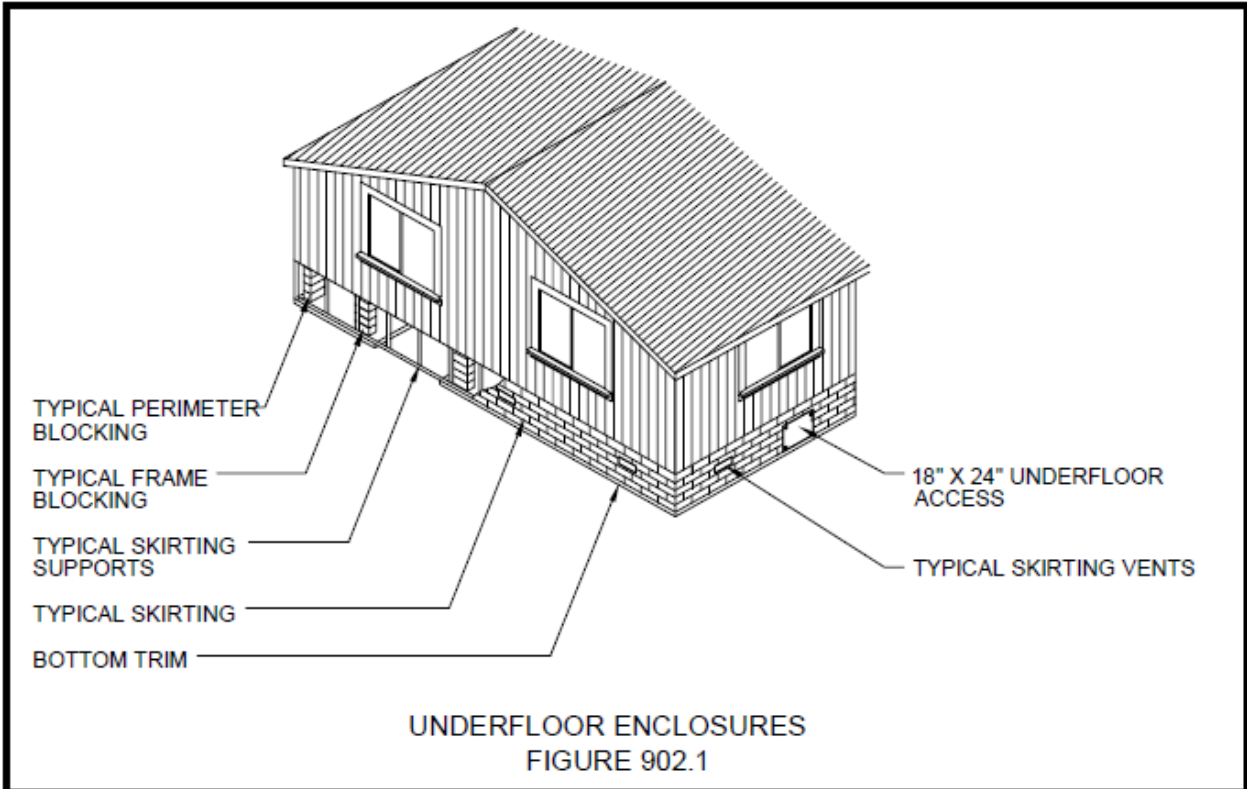 TYPICAL PERIMETER
BLOCKING
TYPICAL FRAME
BLOCKING
TYPICAL SKIRTING
SUPPORTS
TYPICAL SKIRTING
BOTTOM TRIM
18" X 24" UNDERFLOOR
ACCESS
TYPICAL SKIRTING VENTS
UNDERFLOOR ENCLOSURES
FIGURE 902.1